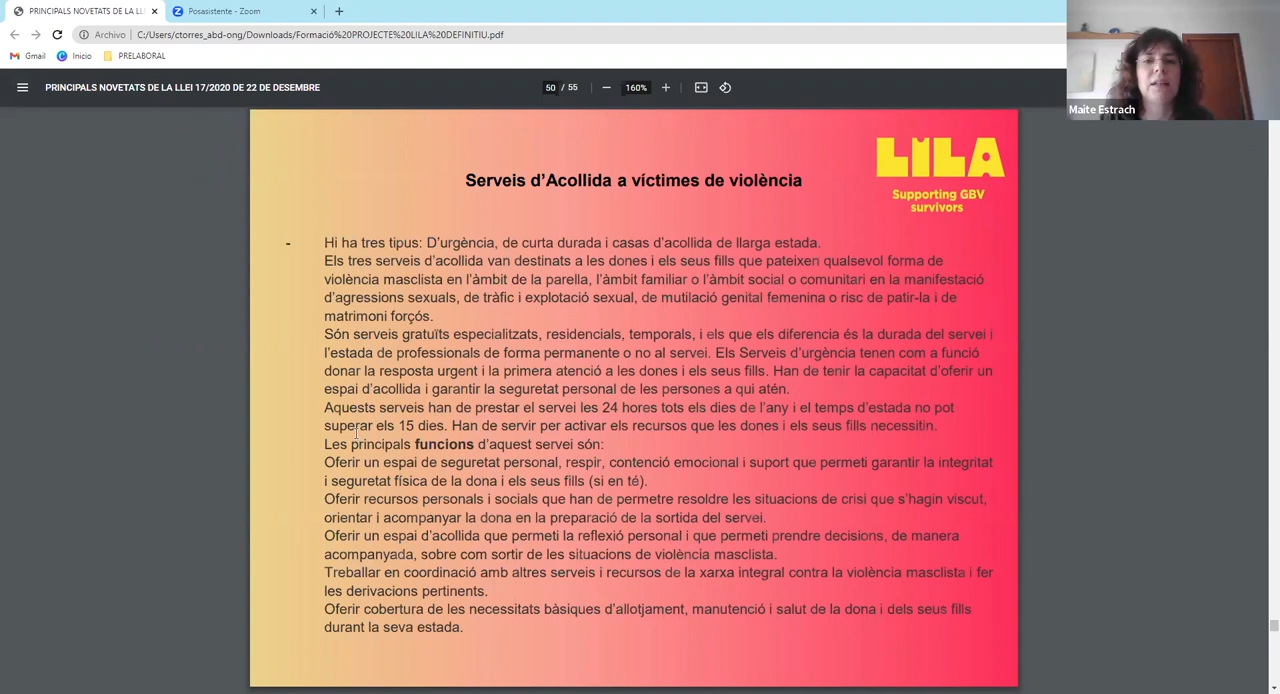 PRINCIPALS NOVETATS DE LA LLEI
Posasistente - Zoom
Archivo
C:/Users/ctorres_abd-ong/Downloads/Formació%20PROJECTE%20LILA%20DEFINITIU.pdf
Gmail
Inicio
PRELABORAL
PRINCIPALS NOVETATS DE LA LLEI 17/2020 DE 22 DE DESEMBRE
50 / 55
160%
Maite Estrach
LILA
Supporting GBV
survivors
Serveis d'Acollida a víctimes de violència
- Hi ha tres tipus: D'urgència, de curta durada i casas d'acollida de llarga estada.
Els tres serveis d'acollida van destinats a les dones i els seus fills que pateixen qualsevol forma de
violència masclista en l'àmbit de la parella, l'àmbit familiar o l'àmbit social o comunitari en la manifestació
d'agressions sexuals, de tràfic i explotació sexual, de mutilació genital femenina o risc de patir-la i de
matrimoni forçós.
Són serveis gratuïts especialitzats, residencials, temporals, i els que els diferencia és la durada del servei i
l'estada de professionals de forma permanente o no al servei. Els Serveis d'urgència tenen com a funció
donar la resposta urgent i la primera atenció a les dones i els seus fills. Han de tenir la capacitat d'oferir un
espai d'acollida i garantir la seguretat personal de les persones a qui atén.
Aquests serveis han de prestar el servei les 24 hores tots els dies de l'any i el temps d'estada no pot
superar els 15 dies. Han de servir per activar els recursos que les dones i els seus fills necessitin.
Les principals funcions d'aquest servei són:
Oferir un espai de seguretat personal, respir, contenció emocional i suport que permeti garantir la integritat
i seguretat física de la dona i els seus fills (si en té).
Oferir recursos personals i socials que han de permetre resoldre les situacions de crisi que s'hagin viscut,
orientar i acompanyar la dona en la preparació de la sortida del servei.
Oferir un espai d'acollida que permeti la reflexió personal i que permeti prendre decisions, de manera
acompanyada, sobre com sortir de les situacions de violència masclista.
Treballar en coordinació amb altres serveis i recursos de la xarxa integral contra la violència masclista i fer
les derivacions pertinents.
Oferir cobertura de les necessitats bàsiques d'allotjament, manutenció i salut de la dona i dels seus fills
durant la seva estada.